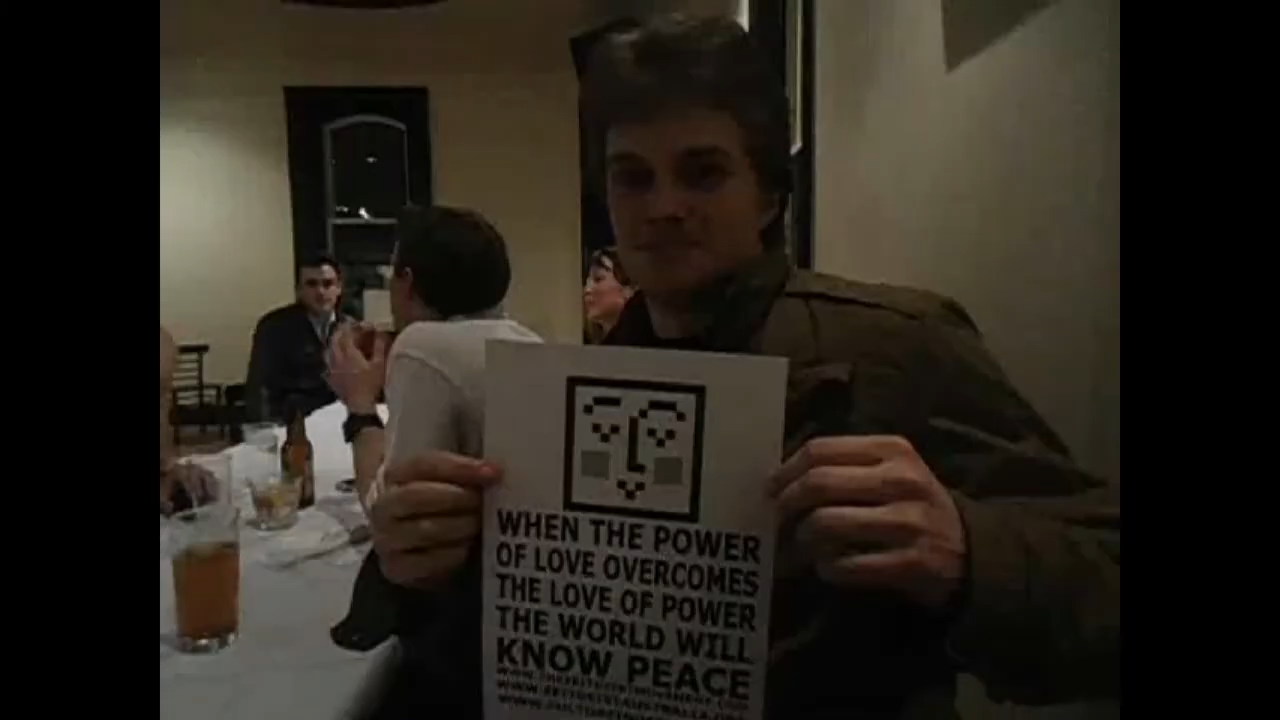 WHEN THE POWER
OF LOVE OVERCOMES
THE LOVE OF POWER
THE WORLD WILL
KNOW PEACE